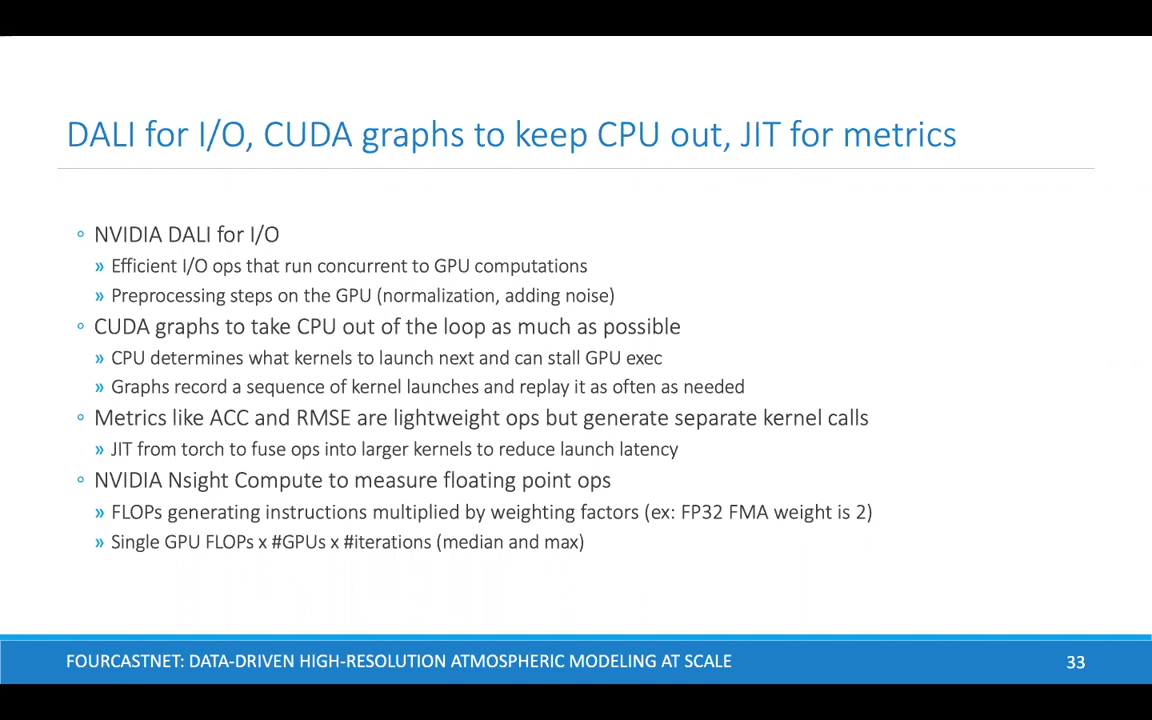 DALI for I/O, CUDA graphs to keep CPU out, JIT for metrics
◦ NVIDIA DALI for I/O
» Efficient I/O ops that run concurrent to GPU computations
» Preprocessing steps on the GPU (normalization, adding noise)
◦ CUDA graphs to take CPU out of the loop as much as possible
» CPU determines what kernels to launch next and can stall GPU exec
» Graphs record a sequence of kernel launches and replay it as often as needed
◦ Metrics like ACC and RMSE are lightweight ops but generate separate kernel calls
» JIT from torch to fuse ops into larger kernels to reduce launch latency
◦ NVIDIA Nsight Compute to measure floating point ops
» FLOPs generating instructions multiplied by weighting factors (ex: FP32 FMA weight is 2)
» Single GPU FLOPs x #GPUs x #iterations (median and max)
FOURCASTNET: DATA-DRIVEN HIGH-RESOLUTION ATMOSPHERIC MODELING AT SCALE
33